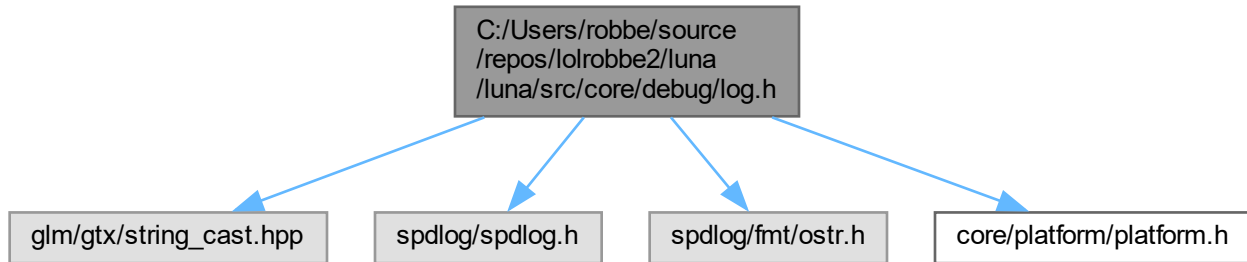 C:/Users/robbe/source
/repos/lolrobbe2/luna
/luna/src/core/debug/log.h
glm/gtx/string_cast.hpp
spdlog/spdlog.h
spdlog/fmt/ostr.h
core/platform/platform.h